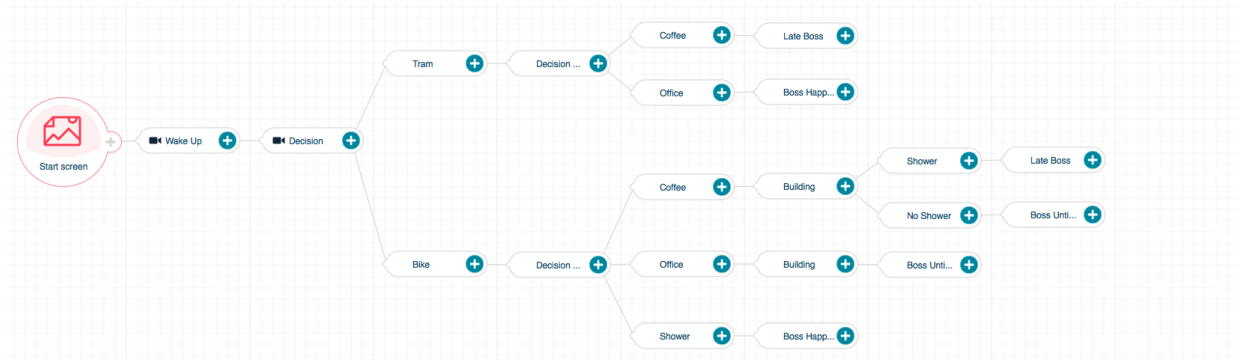 Coffee
Late Boss
Tram
Decision ...
Office
Boss Happ...
Start screen
Wake Up
Decision
Coffee
Building
Shower
Late Boss
No Shower
Boss Unti...
Bike
Decision ...
Office
Building
Boss Unti...
Shower
Boss Happ...